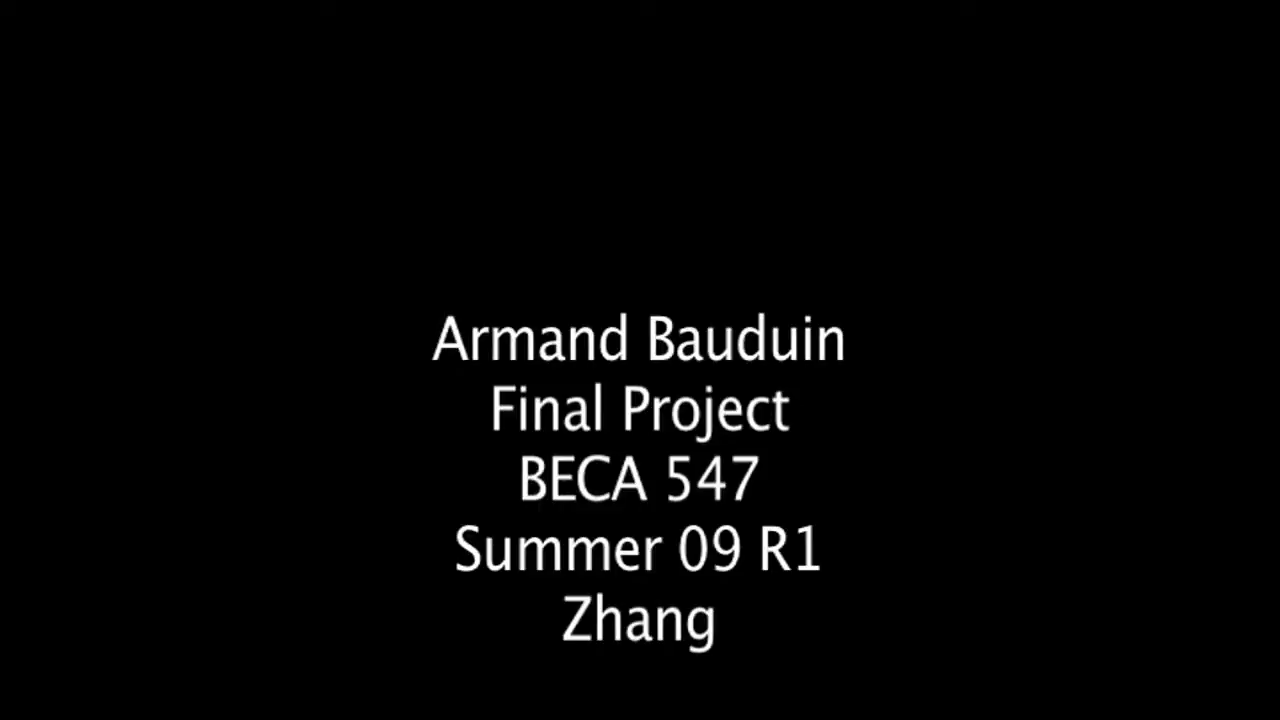 Armand Bauduin
Final Project
BECA 547
Summer 09 R1
Zhang